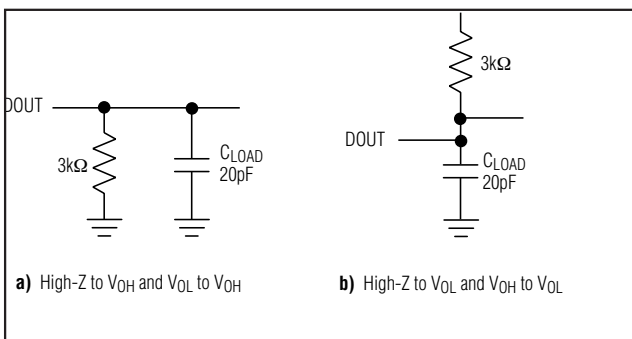 3kΩ
DOUT
3kΩ
CLOAD
20pF
DOUT
CLOAD
20pF
a) High-Z to VOH and VOL to VOH
b) High-Z to VOL and VOH to VOL